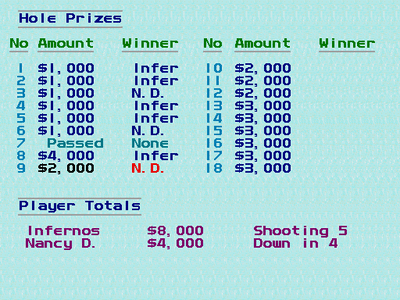 Hole Prizes
No Amount Winner No Amount Winner
1 $1,000 Infer 10 $2,000
2 $1,000 Infer 11 $2,000
3 $1,000 N.D. 12 $2,000
4 $1,000 Infer 13 $3,000
5 $1,000 Infer 14 $3,000
6 $1,000 N.D. 15 $3,000
7 Passed None 16 $3,000
8 $4,000 Infer 17 $3,000
9 $2,000 N.D. 18 $3,000
Player Totals
Infernos $8,000 Shooting 5
Nancy D. $4,000 Down in 4